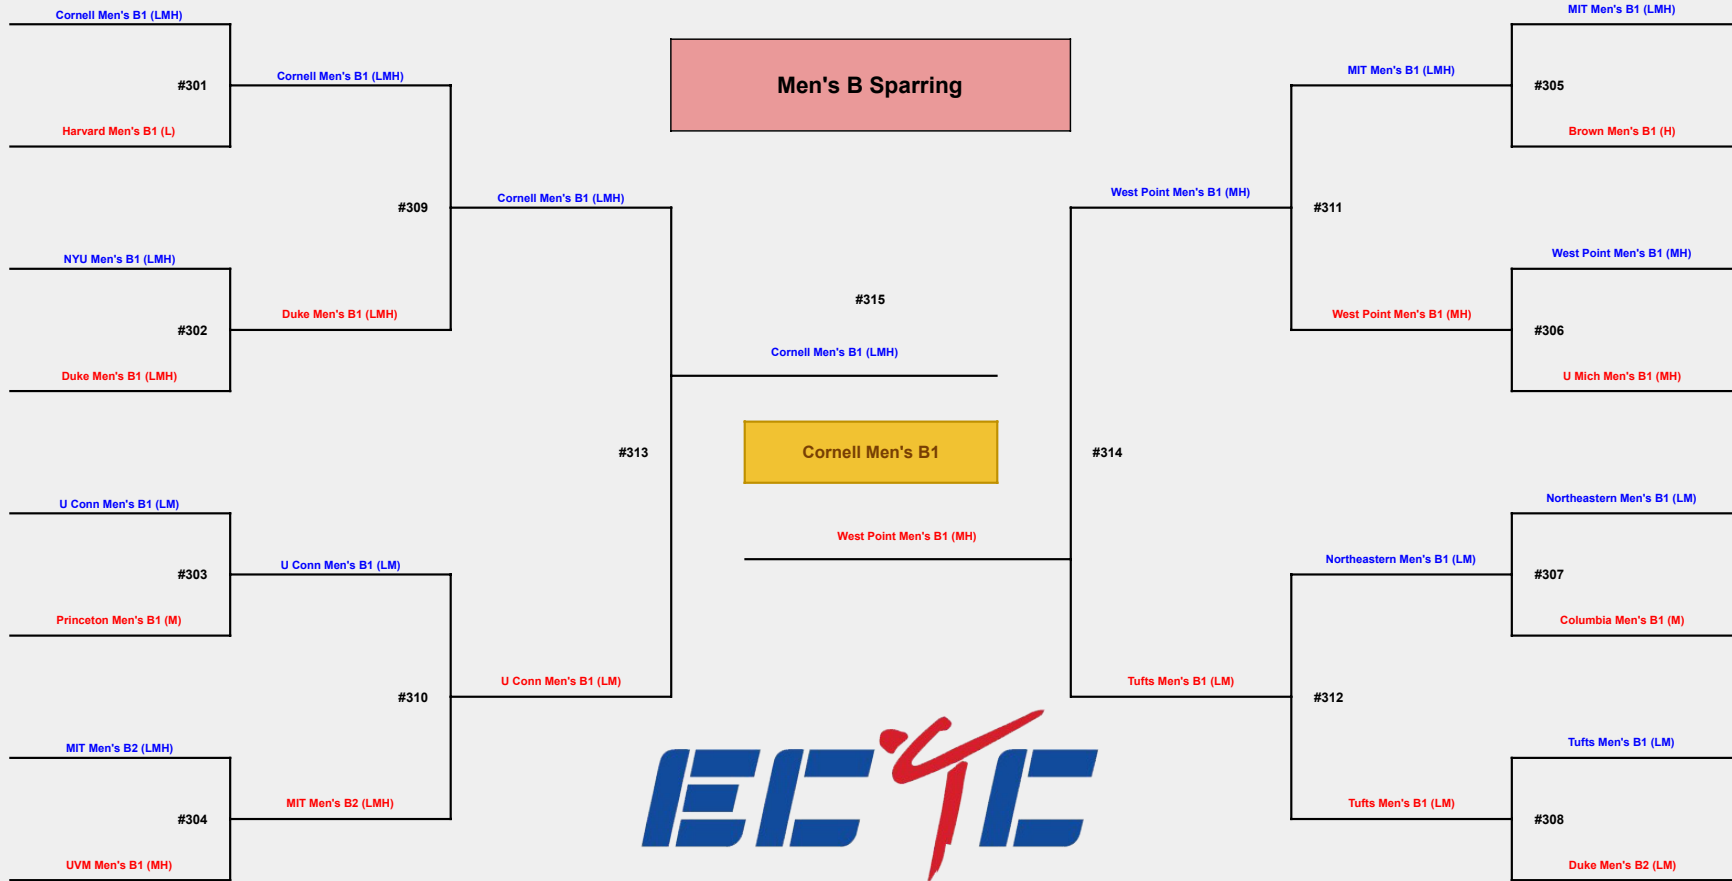 Cornell Men's B1 (LMH)
#301
Harvard Men's B1 (L)
Cornell Men's B1 (LMH)
NYU Men's B1 (LMH)
#302
Duke Men's B1 (LMH)
Duke Men's B1 (LMH)
#309
Cornell Men's B1 (LMH)
U Conn Men's B1 (LM)
#303
Princeton Men's B1 (M)
U Conn Men's B1 (LM)
MIT Men's B2 (LMH)
#304
UVM Men's B1 (MH)
MIT Men's B2 (LMH)
#310
U Conn Men's B1 (LM)
#313
Men's B Sparring
#315
Cornell Men's B1 (LMH)
Cornell Men's B1
West Point Men's B1 (MH)
ECTC
#314
West Point Men's B1 (MH)
#311
MIT Men's B1 (LMH)
MIT Men's B1 (LMH)
#305
Brown Men's B1 (H)
West Point Men's B1 (MH)
West Point Men's B1 (MH)
#306
U Mich Men's B1 (MH)
Tufts Men's B1 (LM)
#312
Northeastern Men's B1 (LM)
Northeastern Men's B1 (LM)
#307
Columbia Men's B1 (M)
Tufts Men's B1 (LM)
Tufts Men's B1 (LM)
#308
Duke Men's B2 (LM)